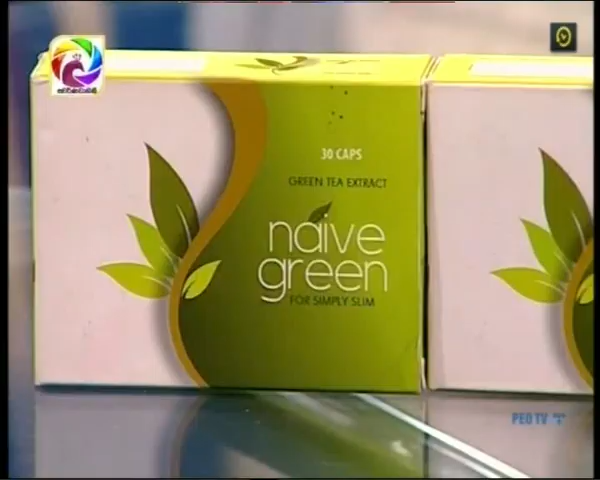 30 CAPS
GREEN TEA EXTRACT
naive
green
FOR SIMPLY SLIM
PEO TV